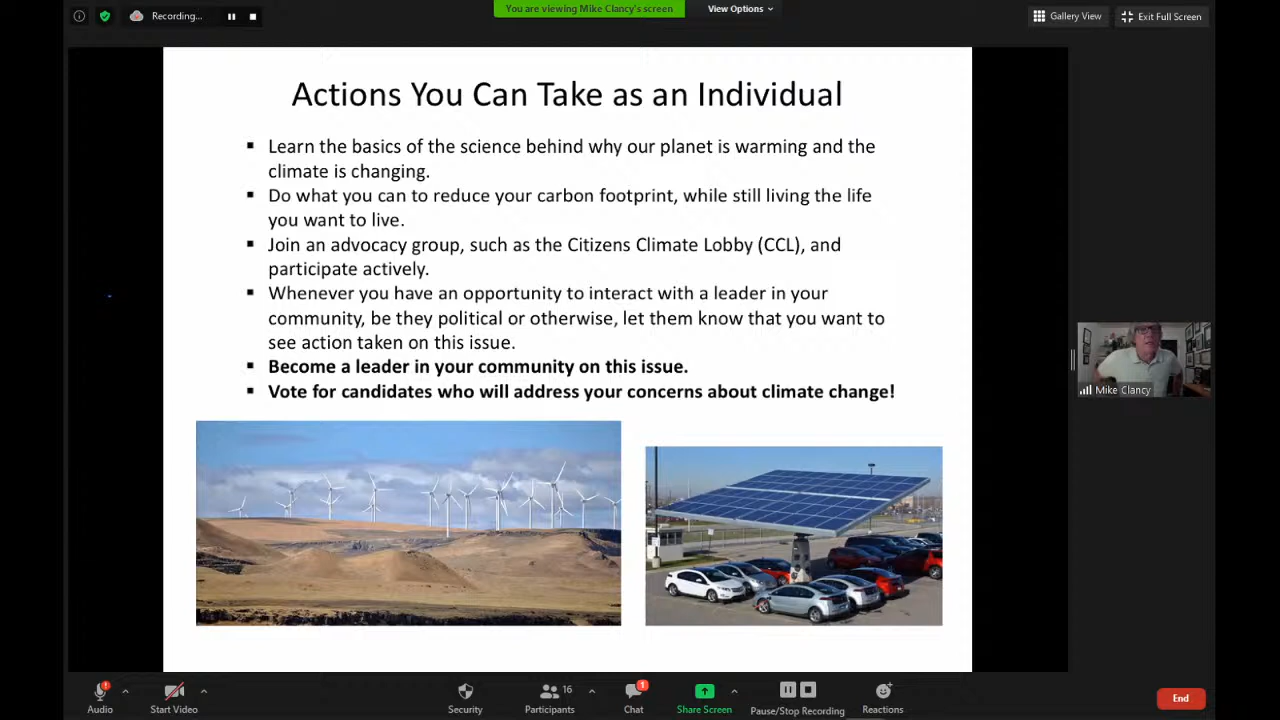 Recording...
You are viewing Mike Clancy's screen
View Options
Gallery View
Exit Full Screen
Actions You Can Take as an Individual
Learn the basics of the science behind why our planet is warming and the
climate is changing.
Do what you can to reduce your carbon footprint, while still living the life
you want to live.
Join an advocacy group, such as the Citizens Climate Lobby (CCL), and
participate actively.
Whenever you have an opportunity to interact with a leader in your
community, be they political or otherwise, let them know that you want to
see action taken on this issue.
Become a leader in your community on this issue.
Vote for candidates who will address your concerns about climate change!
Mike Clancy
Audio
Start Video
Security
16
Participants
1
Chat
Share Screen
Pause/Stop Recording
Reactions
End